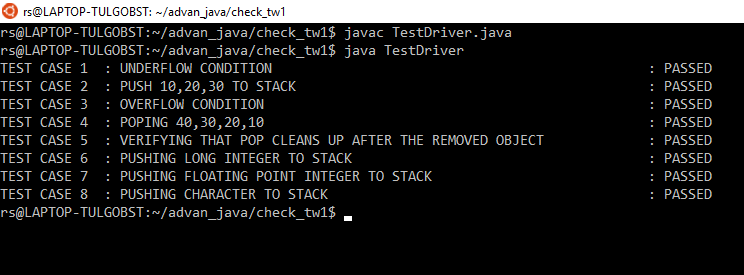 rs@LAPTOP-TULGOBST: ~/advan_java/check_tw1
rs@LAPTOP-TULGOBST:~/advan_java/check_tw1$ javac TestDriver.java
rs@LAPTOP-TULGOBST:~/advan_java/check_tw1$ java TestDriver
TEST CASE 1  : UNDERFLOW CONDITION                                               : PASSED
TEST CASE 2  : PUSH 10,20,30 TO STACK                                            : PASSED
TEST CASE 3  : OVERFLOW CONDITION                                                : PASSED
TEST CASE 4  : POPING 40,30,20,10                                                : PASSED
TEST CASE 5  : VERIFYING THAT POP CLEANS UP AFTER THE REMOVED OBJECT             : PASSED
TEST CASE 6  : PUSHING LONG INTEGER TO STACK                                     : PASSED
TEST CASE 7  : PUSHING FLOATING POINT INTEGER TO STACK                           : PASSED
TEST CASE 8  : PUSHING CHARACTER TO STACK                                        : PASSED
rs@LAPTOP-TULGOBST:~/advan_java/check_tw1$